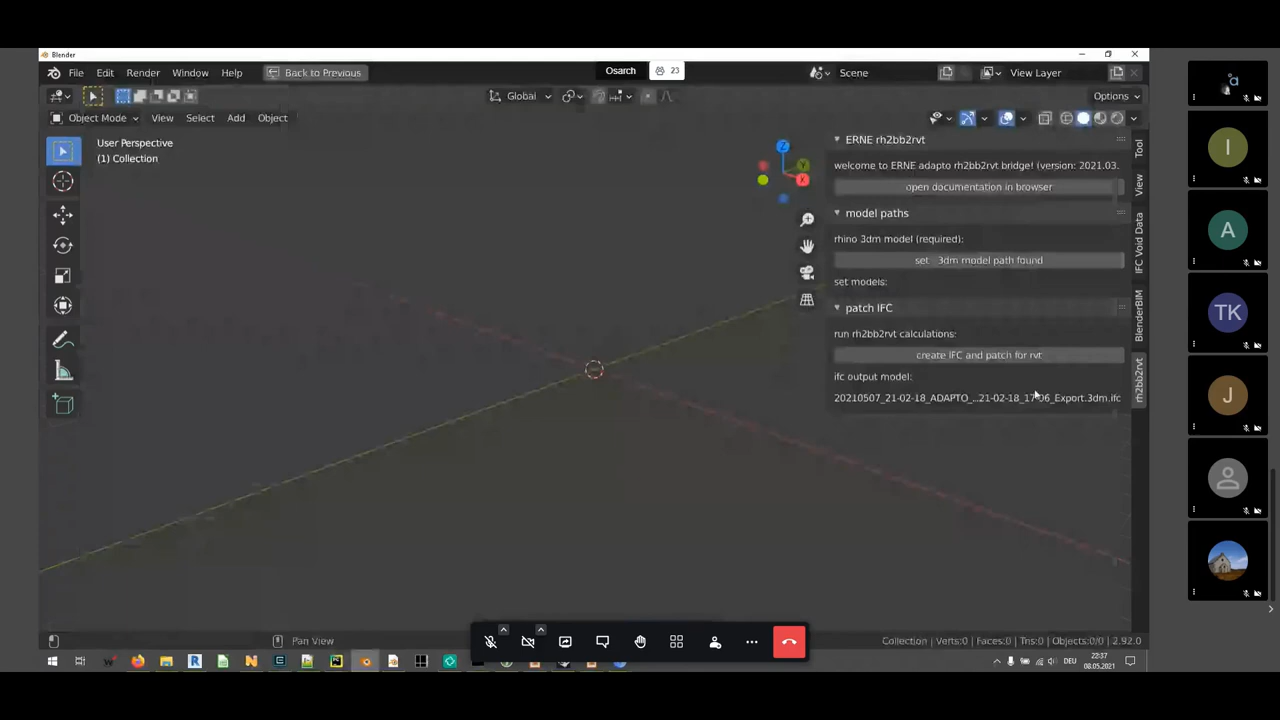 Blender
File Edit Render Window Help Back to Previous
Osarch 23
Scene
View Layer
Global
Options
Object Mode View Select Add Object
User Perspective
(1) Collection
Z
Y
X
ERNE rh2bb2rvt
welcome to ERNE adapto rh2bb2rvt bridge! (version: 2021.03.
open documentation in browser
model paths
rhino 3dm model (required):
set .3dm model path found
set models:
patch IFC
run rh2bb2rvt calculations:
create IFC and patch for rvt
ifc output model:
20210507_21-02-18_ADAPTO_...21-02-18_17-06_Export.3dm.ifc
Tool
View
IFC Void Data
BlenderBIM
rh2bb2rvt
a
I
A
TK
J
Pan View
Collection | Verts:0 | Faces:0 | Tris:0 | Objects:0/0 | 2.92.0
DEU
22:37
08.05.2021